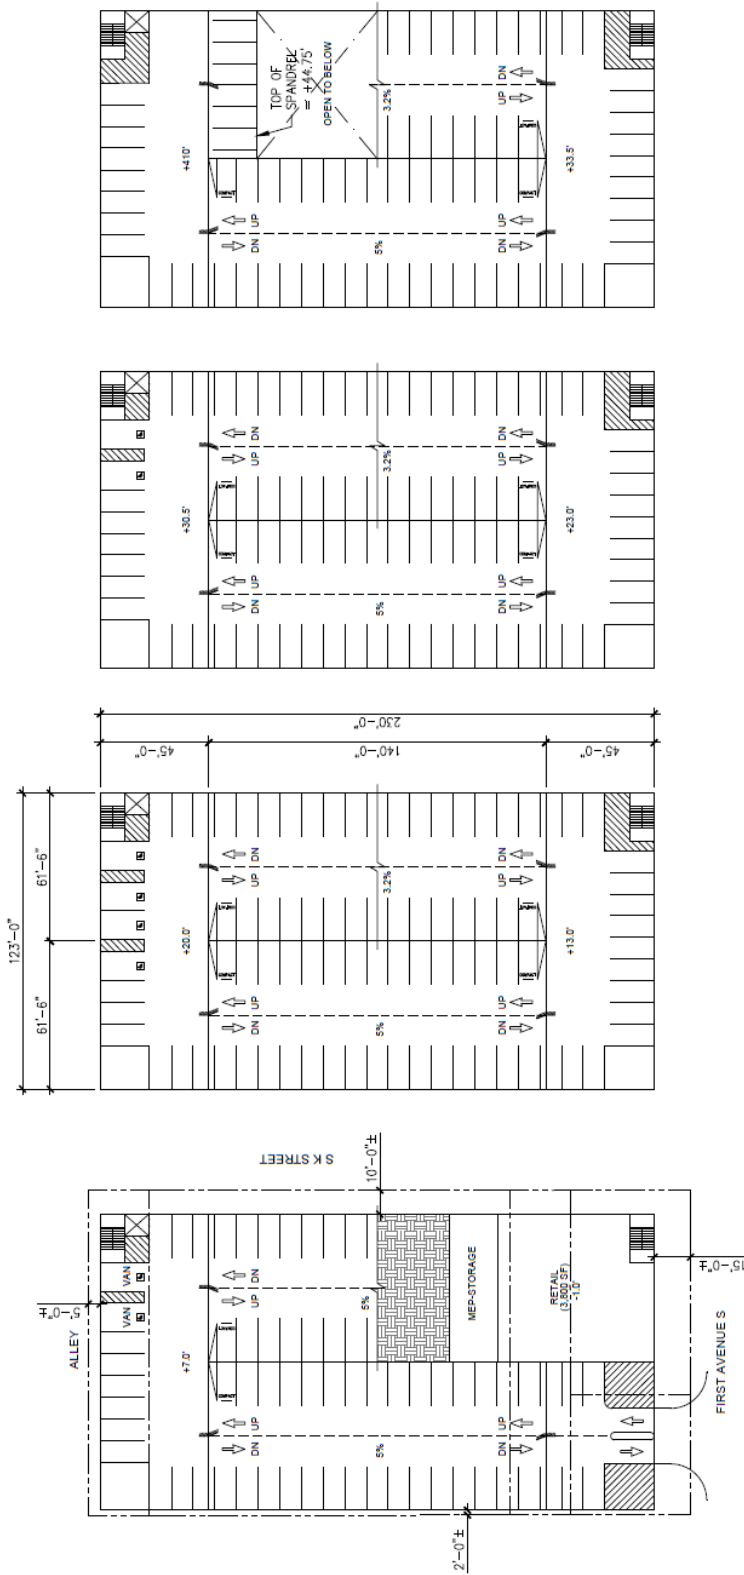 TOP OF
SPANDREL
= +44.75'
OPEN TO BELOW
+410'
3.2%
DN
UP
+33.5'
UP
DN
5%
UP
DN
DN
UP
+30.5'
3.2%
DN
UP
+23.0'
UP
DN
5%
UP
DN
230'-0"
45'-0"
140'-0"
45'-0"
123'-0"
61'-6"
61'-6"
DN
UP
+20.0'
3.2%
DN
UP
+13.0'
UP
DN
5%
UP
DN
S K STREET
10'-0"±
5'-0"±
ALLEY
VAN
VAN
DN
UP
+7.0'
5%
MEP-STORAGE
RETAIL
(3,800 SF)
-1.0'
15'-0"±
FIRST AVENUE S
UP
DN
5%
UP
DN
2'-0"±